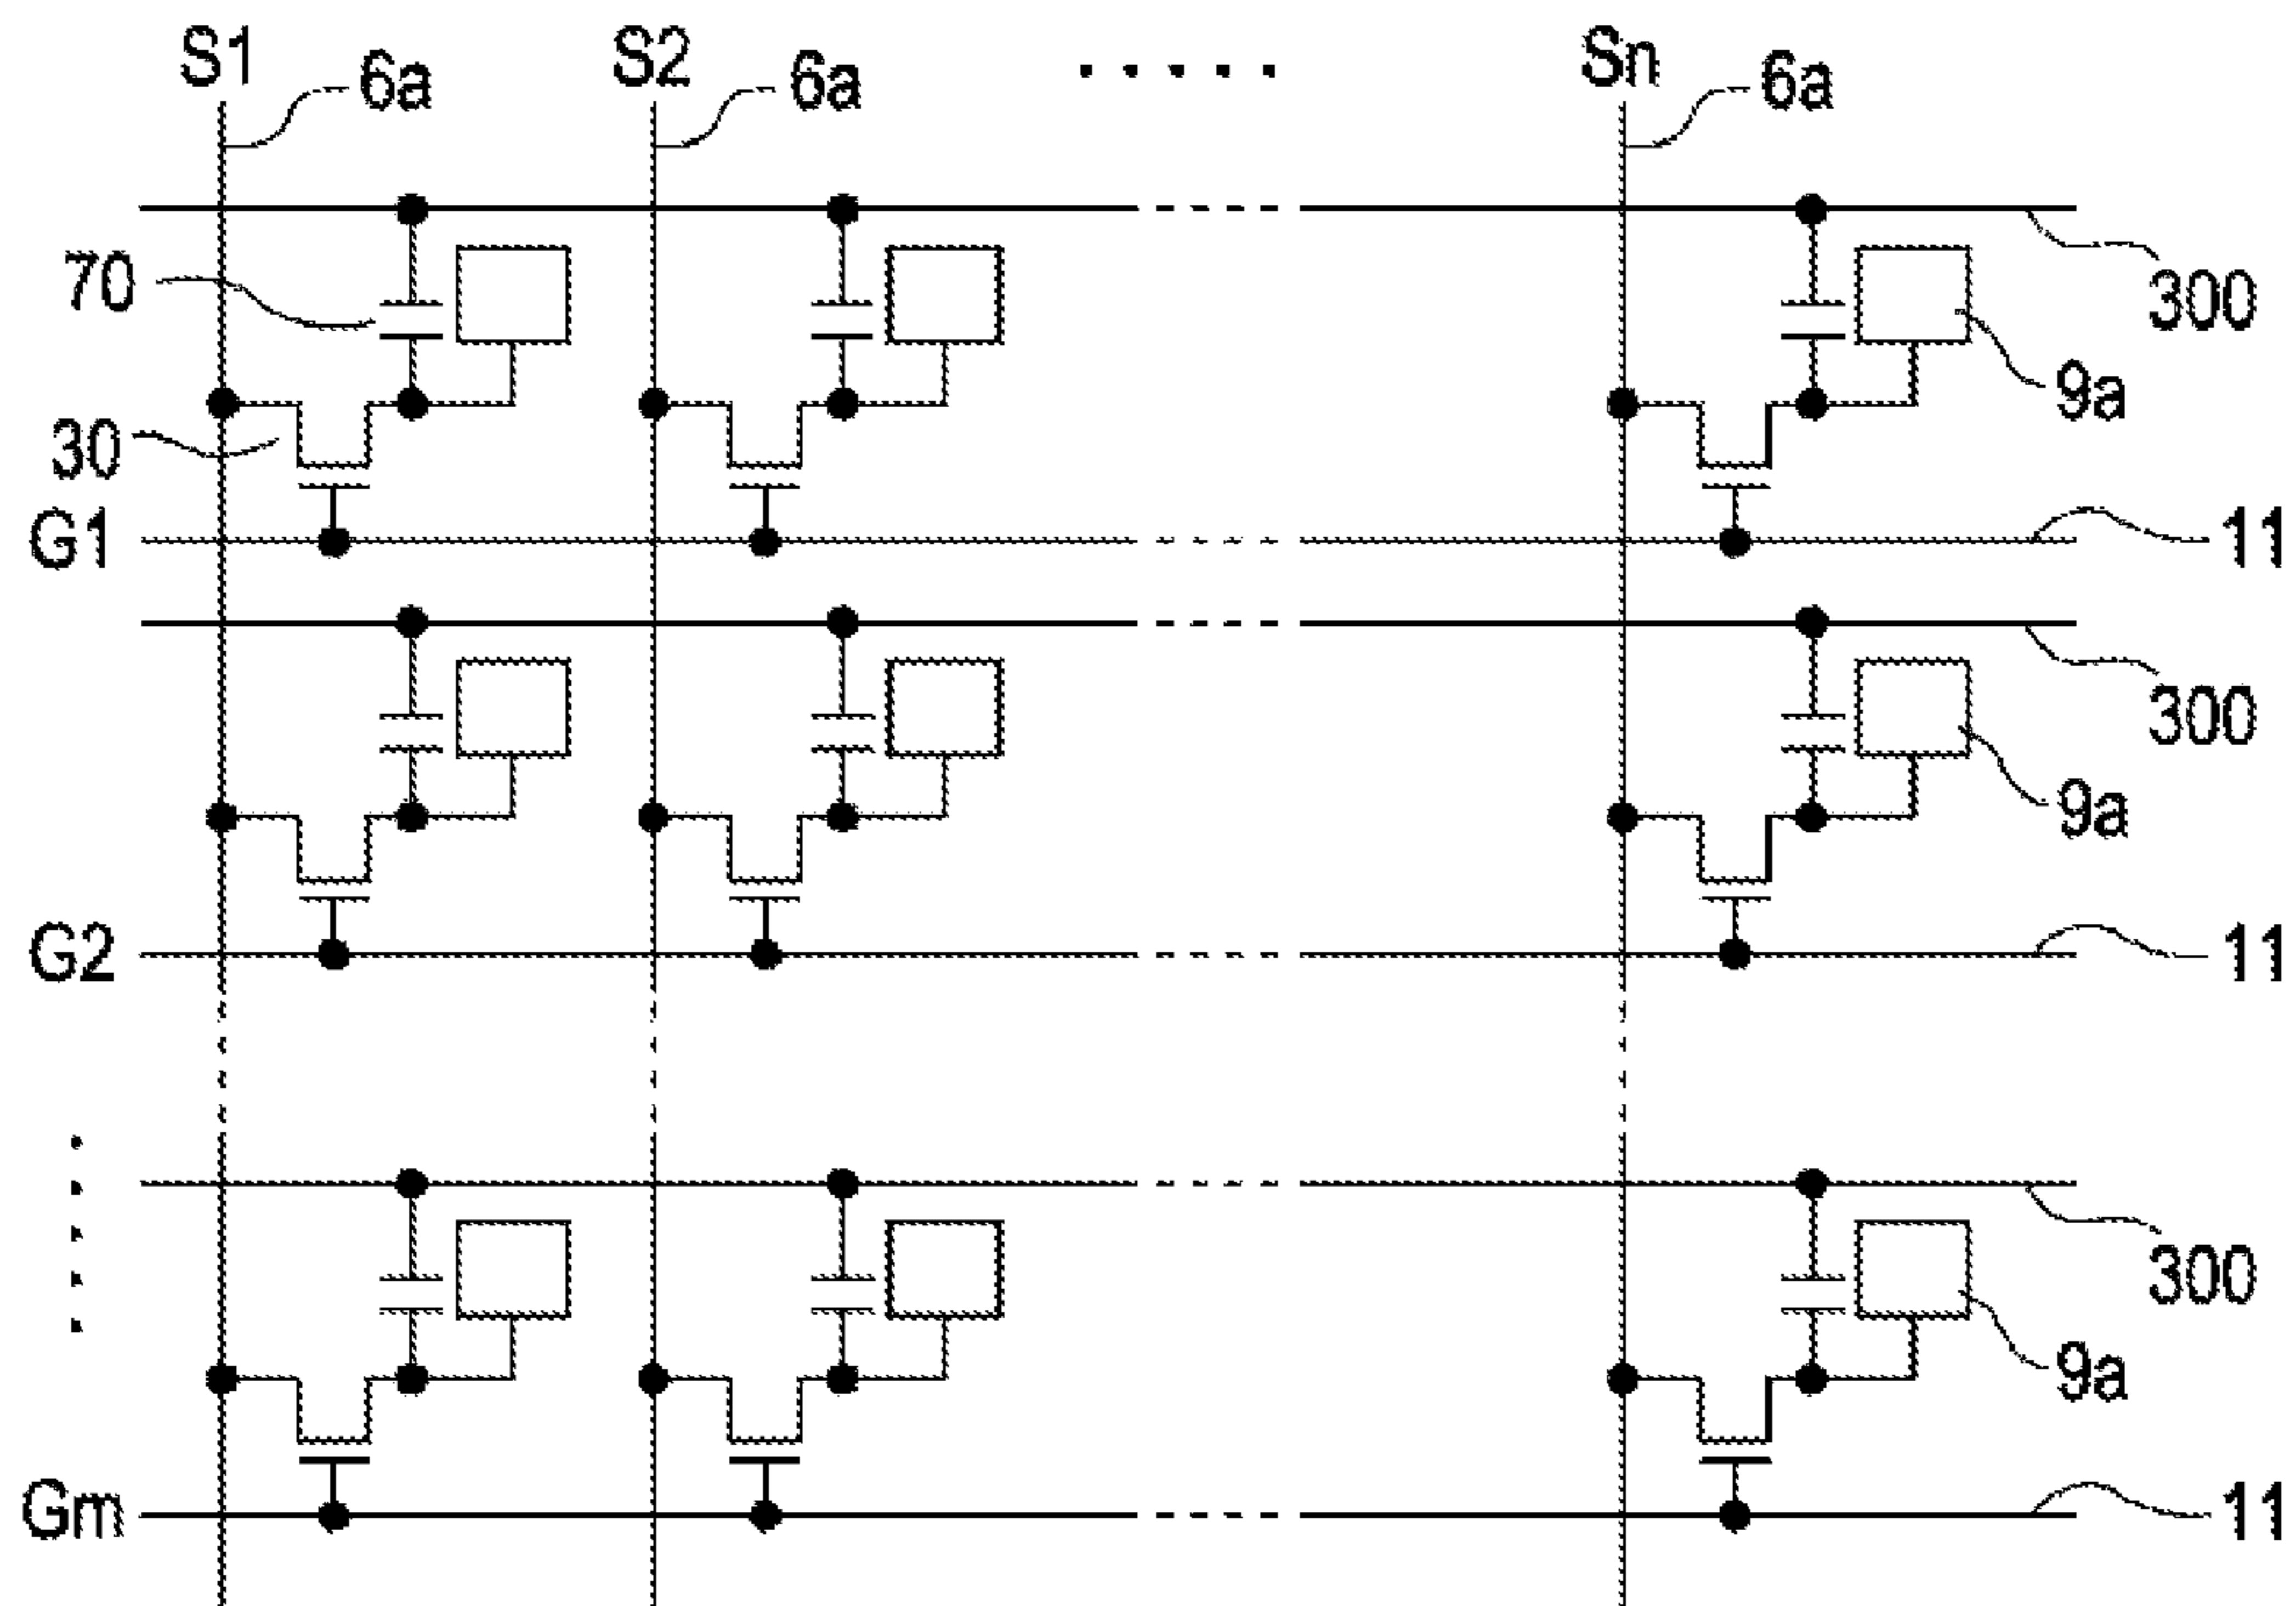 S1 6a S2 6a ..... Sn 6a
70 300
9a
30
G1 11
300
9a
G2 11
300
9a
Gm 11